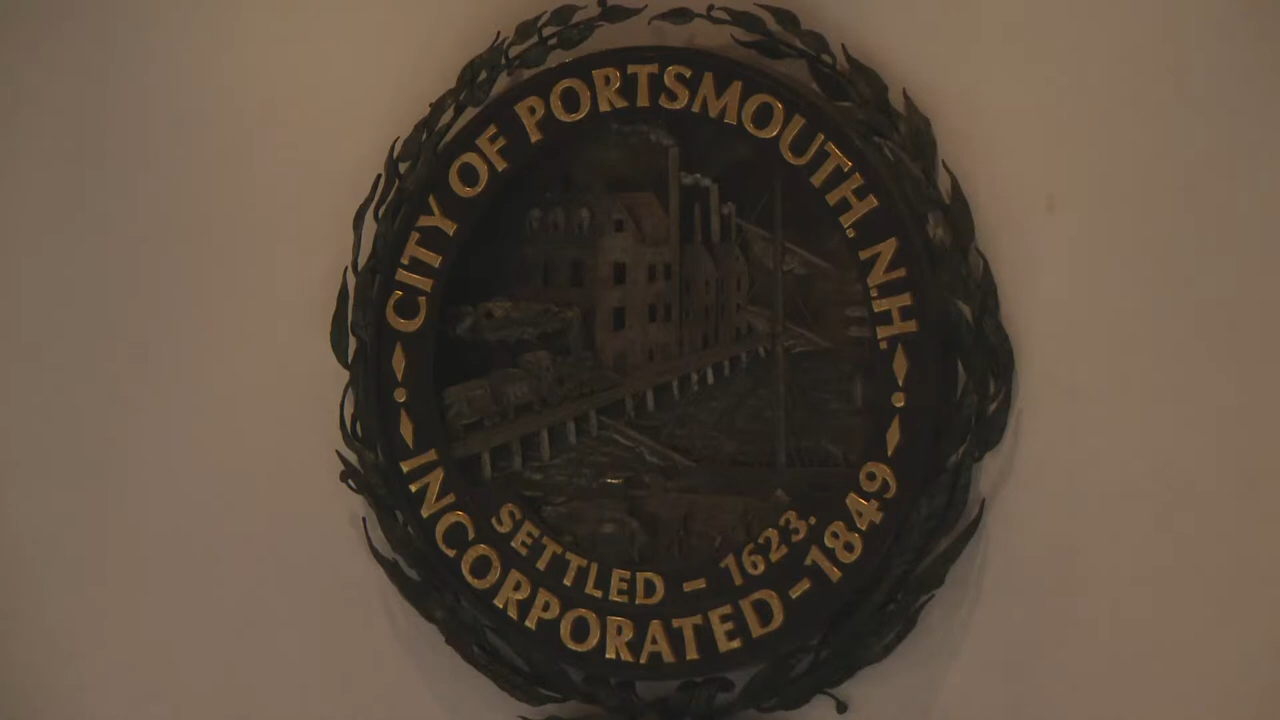 CITY OF PORTSMOUTH. N.H.
SETTLED – 1623.
INCORPORATED – 1849